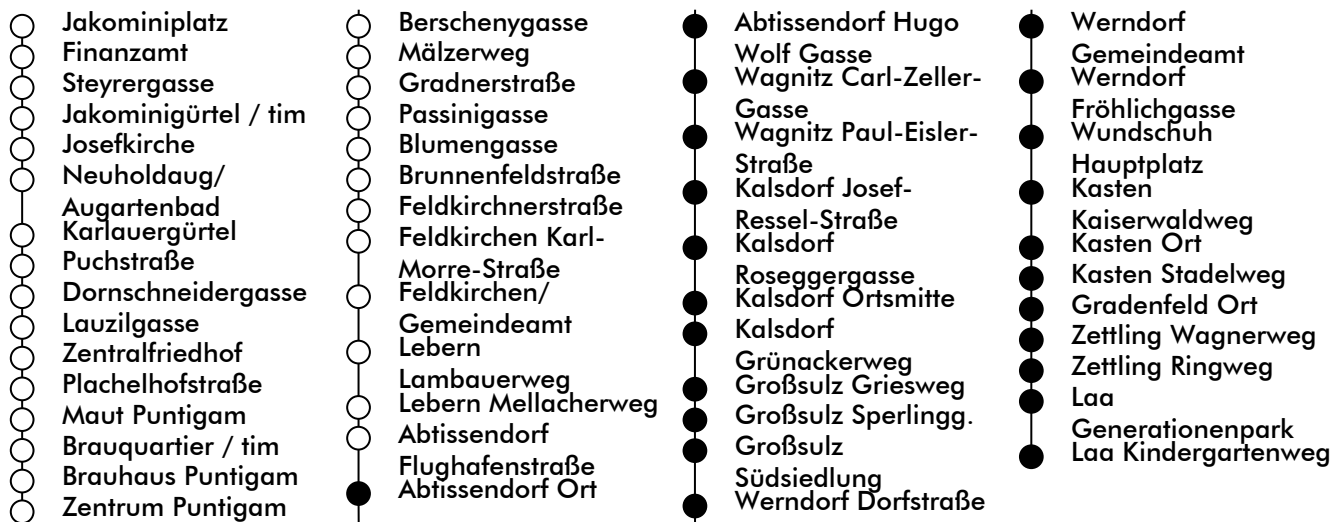 Jakominiplatz
Finanzamt
Steyrergasse
Jakominigürtel / tim
Josefkirche
Neuholdaug/
Augartenbad
Karlauergürtel
Puchstraße
Dornschneidergasse
Lauzilgasse
Zentralfriedhof
Plachelhofstraße
Maut Puntigam
Brauquartier / tim
Brauhaus Puntigam
Zentrum Puntigam
Berschenygasse
Mälzerweg
Gradnerstraße
Passinigasse
Blumengasse
Brunnenfeldstraße
Feldkirchnerstraße
Feldkirchen Karl-
Morre-Straße
Feldkirchen/
Gemeindeamt
Lebern
Lambauerweg
Lebern Mellacherweg
Abtissendorf
Flughafenstraße
Abtissendorf Ort
Abtissendorf Hugo
Wolf Gasse
Wagnitz Carl-Zeller-
Gasse
Wagnitz Paul-Eisler-
Straße
Kalsdorf Josef-
Ressel-Straße
Kalsdorf
Roseggergasse
Kalsdorf Ortsmitte
Kalsdorf
Grünackerweg
Großsulz Griesweg
Großsulz Sperlingg.
Großsulz
Südsiedlung
Werndorf Dorfstraße
Werndorf
Gemeindeamt
Werndorf
Fröhlichgasse
Wundschuh
Hauptplatz
Kasten
Kaiserwaldweg
Kasten Ort
Kasten Stadelweg
Gradenfeld Ort
Zettling Wagnerweg
Zettling Ringweg
Laa
Generationenpark
Laa Kindergartenweg